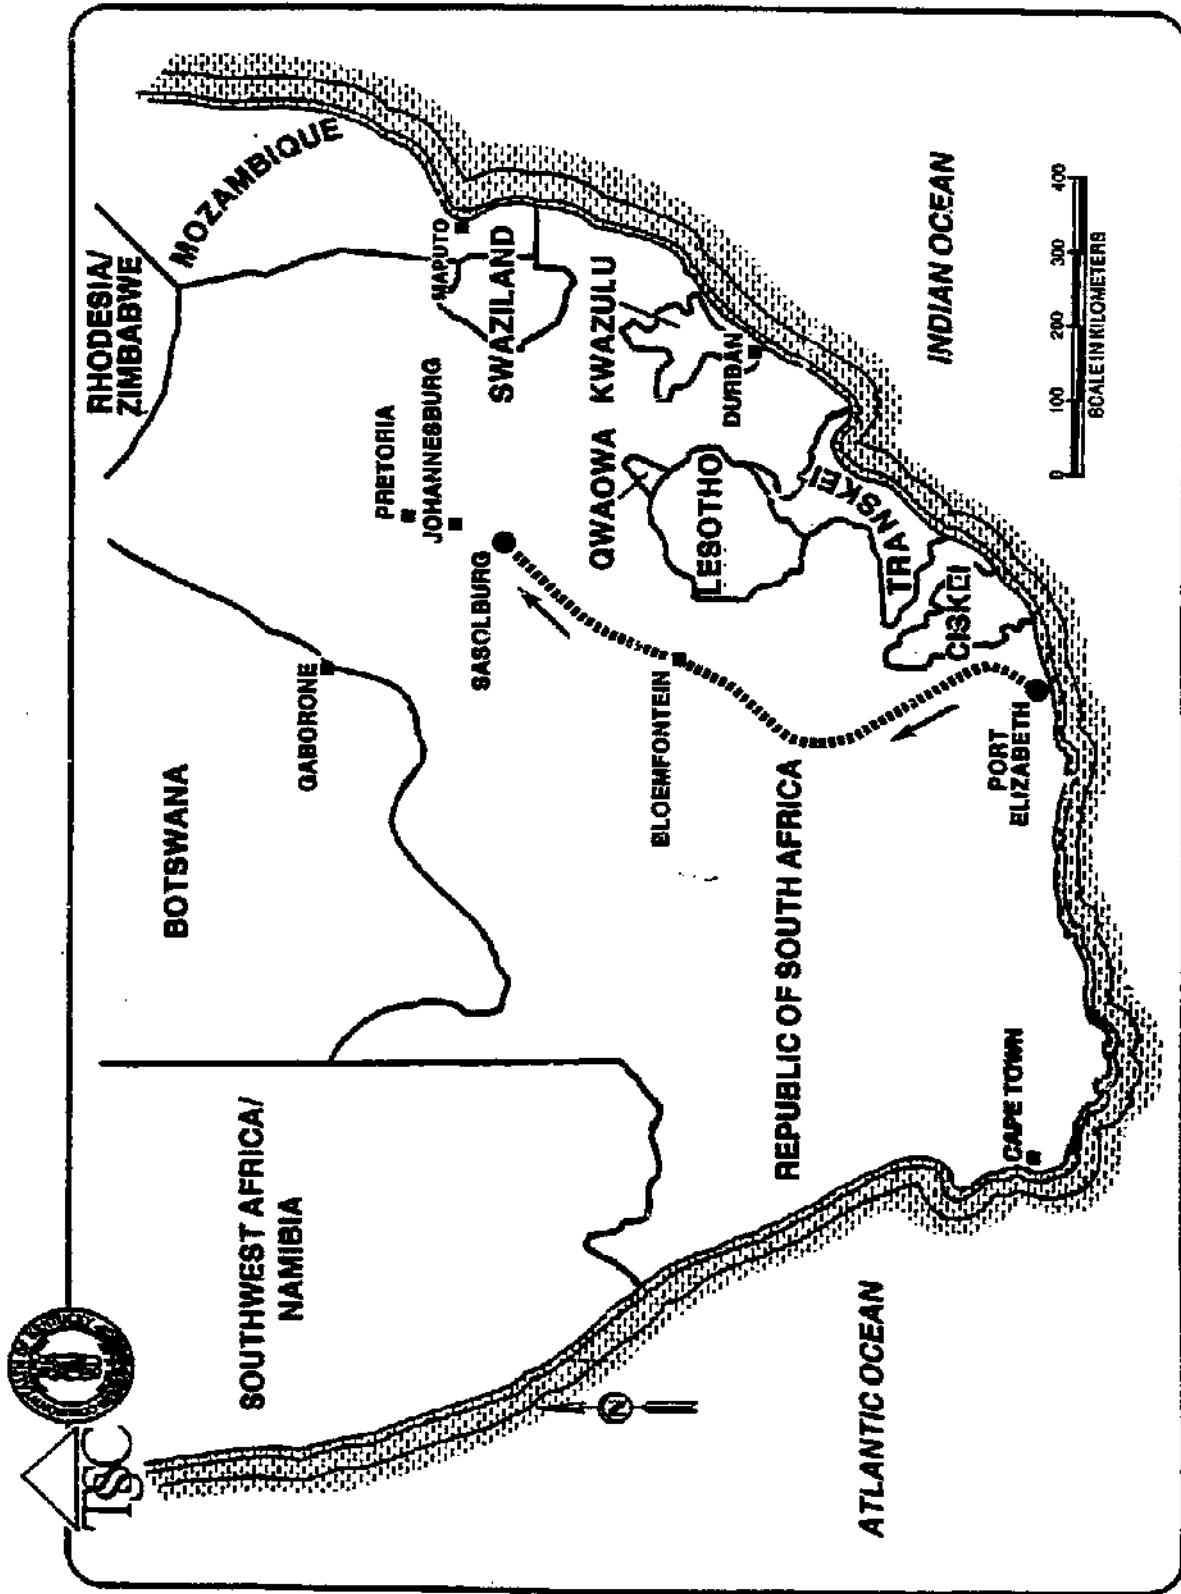 TSC
RHODESIA/
ZIMBABWE
MOZAMBIQUE
BOTSWANA
SOUTHWEST AFRICA/
NAMIBIA
GABORONE
PRETORIA
JOHANNESBURG
MAPUTO
SWAZILAND
SASOLBURG
QWAQWA
KWAZULU
BLOEMFONTEIN
LESOTHO
DURBAN
REPUBLIC OF SOUTH AFRICA
TRANSKEI
CISKEI
PORT
ELIZABETH
CAPE TOWN
N
ATLANTIC OCEAN
INDIAN OCEAN
0 100 200 300 400
SCALE IN KILOMETERS